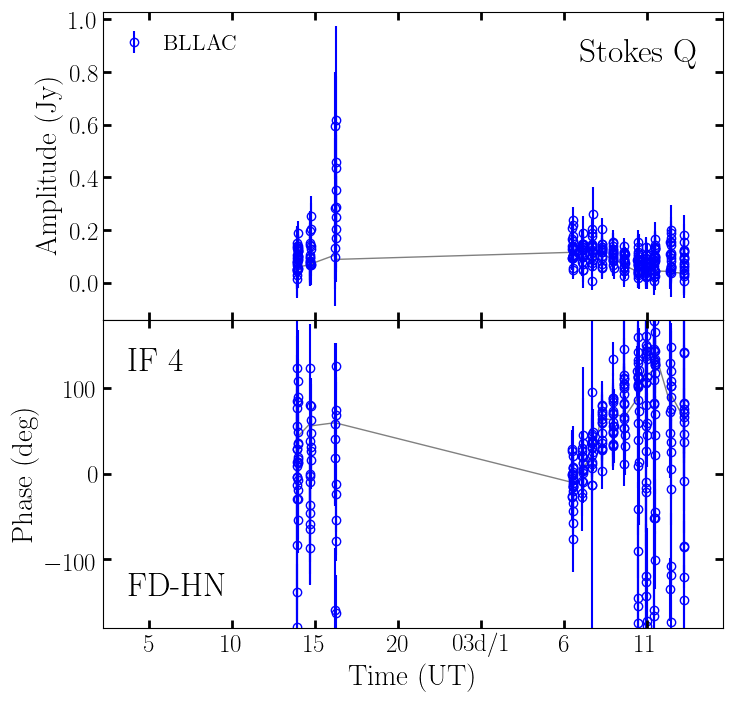 1.0
BLLAC
Stokes Q
0.8
0.6
0.4
0.2
0.0
Amplitude (Jy)
IF 4
100
0
−100
Phase (deg)
FD-HN
5 10 15 20 03d/1 6 11
Time (UT)